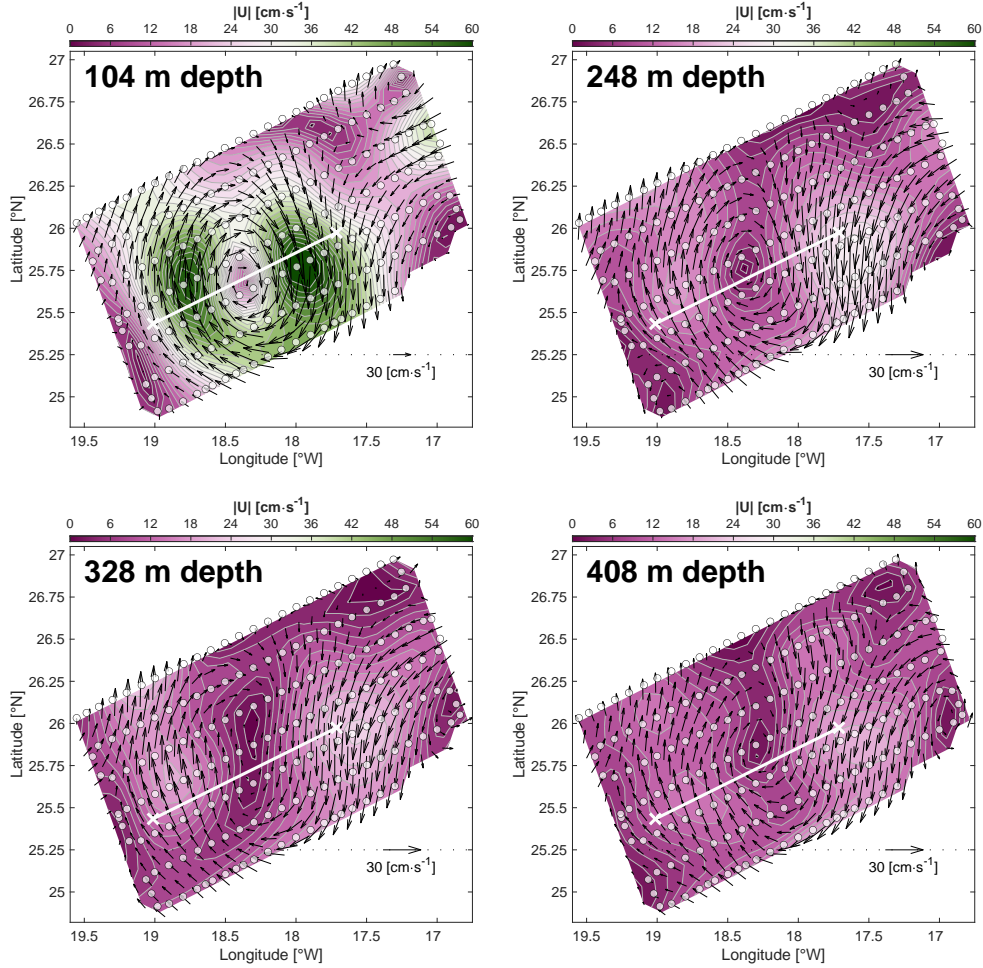 |U| [cm·s⁻¹]
0 6 12 18 24 30 36 42 48 54 60
104 m depth
27
26.75
26.5
26.25
26
25.75
25.5
25.25
25
Latitude [°N]
30 [cm·s⁻¹]
19.5 19 18.5 18 17.5 17
Longitude [°W]
|U| [cm·s⁻¹]
0 6 12 18 24 30 36 42 48 54 60
248 m depth
27
26.75
26.5
26.25
26
25.75
25.5
25.25
25
Latitude [°N]
30 [cm·s⁻¹]
19.5 19 18.5 18 17.5 17
Longitude [°W]
|U| [cm·s⁻¹]
0 6 12 18 24 30 36 42 48 54 60
328 m depth
27
26.75
26.5
26.25
26
25.75
25.5
25.25
25
Latitude [°N]
30 [cm·s⁻¹]
19.5 19 18.5 18 17.5 17
Longitude [°W]
|U| [cm·s⁻¹]
0 6 12 18 24 30 36 42 48 54 60
408 m depth
27
26.75
26.5
26.25
26
25.75
25.5
25.25
25
Latitude [°N]
30 [cm·s⁻¹]
19.5 19 18.5 18 17.5 17
Longitude [°W]